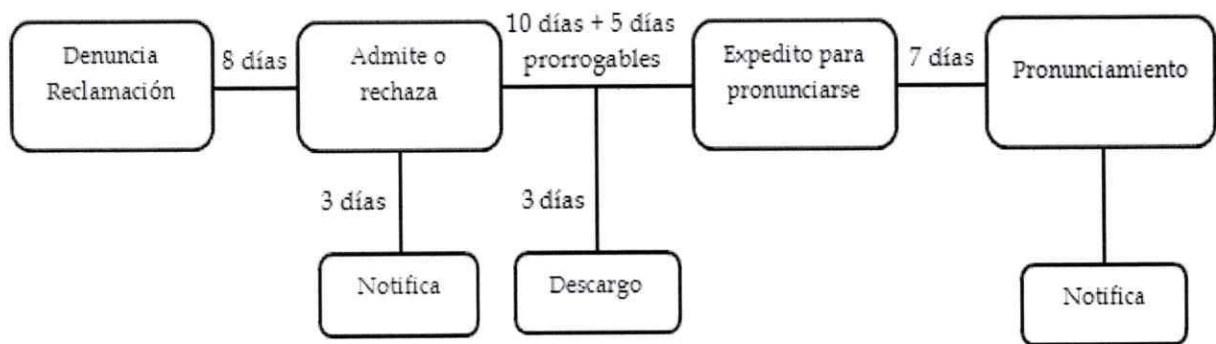 Denuncia
Reclamación
8 días
Admite o
rechaza
10 días + 5 días
prorrogables
Expedito para
pronunciarse
7 días
Pronunciamiento
3 días
Notifica
3 días
Descargo
Notifica